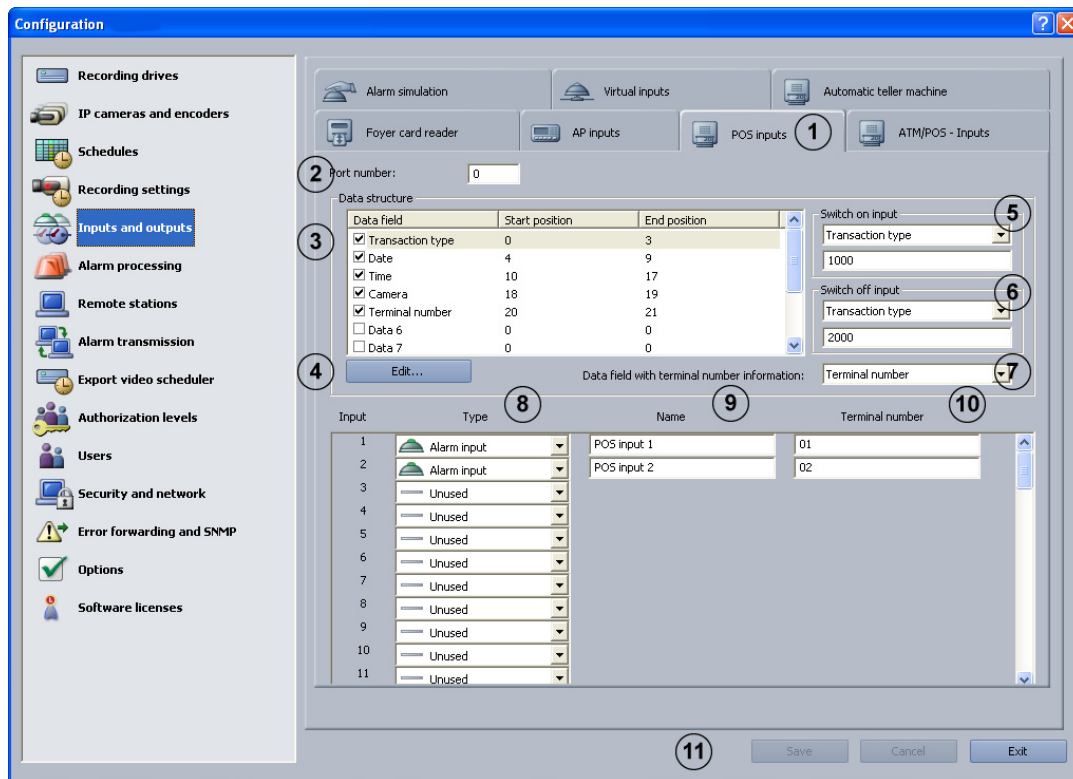 Configuration
Recording drives
IP cameras and encoders
Schedules
Recording settings
Inputs and outputs
Alarm processing
Remote stations
Alarm transmission
Export video scheduler
Authorization levels
Users
Security and network
Error forwarding and SNMP
Options
Software licenses
Alarm simulation
Virtual inputs
Automatic teller machine
Foyer card reader
AP inputs
POS inputs
1
ATM/POS - Inputs
2
Port number:
0
Data structure
3
Data field Start position End position
Transaction type 0 3
Date 4 9
Time 10 17
Camera 18 19
Terminal number 20 21
Data 6 0 0
Data 7 0 0
Switch on input
5
Transaction type
1000
Switch off input
6
Transaction type
2000
4
Edit...
Data field with terminal number information:
Terminal number
7
Input Type 8 Name 9 Terminal number 10
1 Alarm input POS input 1 01
2 Alarm input POS input 2 02
3 Unused
4 Unused
5 Unused
6 Unused
7 Unused
8 Unused
9 Unused
10 Unused
11 Unused
11
Save
Cancel
Exit